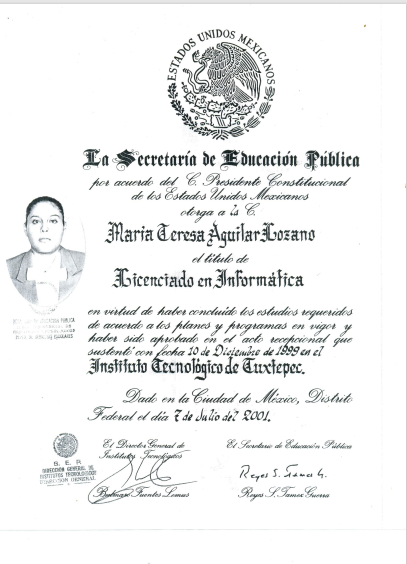 ESTADOS UNIDOS MEXICANOS
La Secretaría de Educación Pública
por acuerdo del C. Presidente Constitucional
de los Estados Unidos Mexicanos
otorga a la C.
Maria Teresa Aguilar Lozano
el título de
Licenciado en Informática
en virtud de haber concluido los estudios requeridos
de acuerdo a los planes y programas en vigor y
haber sido aprobado en el acto recepcional que
sustentó con fecha 10 de Diciembre de 1999 en el
Instituto Tecnológico de Tuxtepec.
Dado en la Ciudad de México, Distrito
Federal el día 7 de Julio del 2001.
El Director General de
Institutos Tecnológicos
El Secretario de Educación Pública
S. E. P.
DIRECCIÓN GENERAL DE
INSTITUTOS TECNOLÓGICOS
DIRECCIÓN GENERAL
Reyes S. Tamez G.
Bulmaro Fuentes Lemus
Reyes S. Tamez Guerra